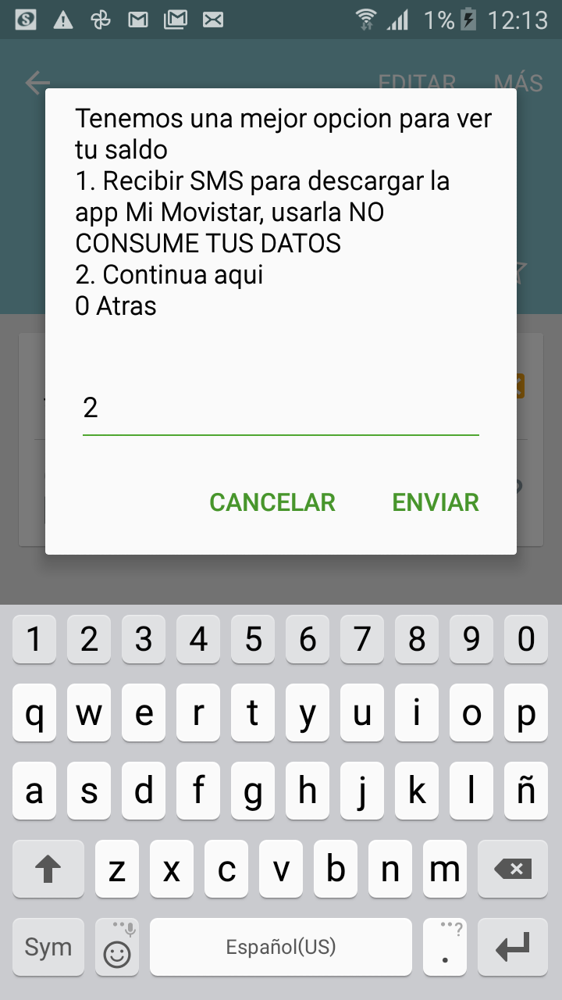 1% 12:13
EDITAR MÁS
Tenemos una mejor opcion para ver
tu saldo
1. Recibir SMS para descargar la
app Mi Movistar, usarla NO
CONSUME TUS DATOS
2. Continua aqui
0 Atras
2
CANCELAR ENVIAR
1 2 3 4 5 6 7 8 9 0
q w e r t y u i o p
a s d f g h j k l ñ
z x c v b n m
Sym Español(US) . ?